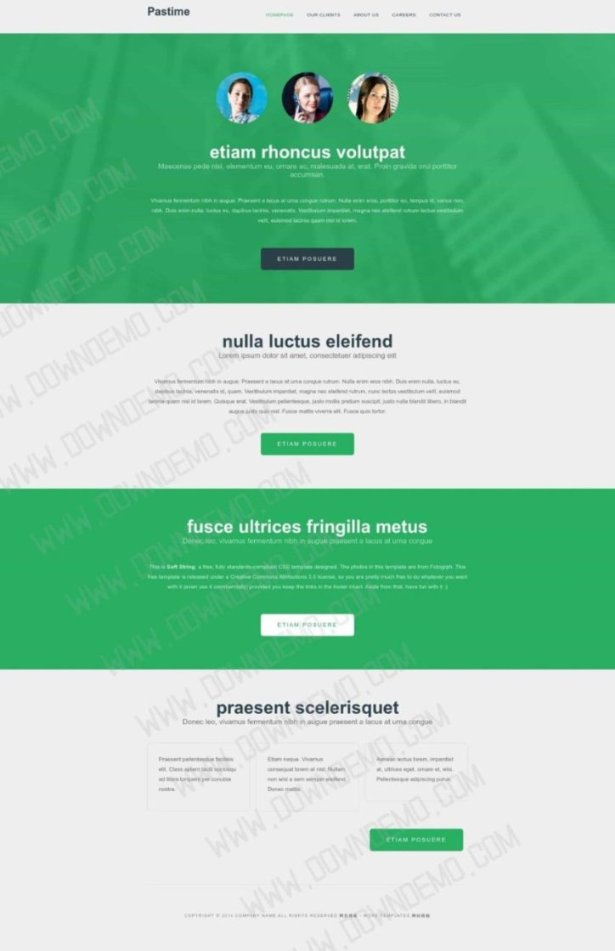 Pastime
HOMEPAGE OUR CLIENTS ABOUT US CAREERS CONTACT US
etiam rhoncus volutpat
Maecenas pede nisl, elementum eu, ornare ac, malesuada at, erat. Proin gravida orci porttitor
accumsan.
Vivamus fermentum nibh in augue. Praesent a lacus at urna congue rutrum. Nulla enim eros, porttitor eu, tempus id, varius non,
nibh. Duis enim nulla, luctus eu, dapibus lacinia, venenatis. Vestibulum imperdiet, magna nec eleifend rutrum lectus vestibulum
velit, euismod lacinia quam nisl id lorem.
ETIAM POSUERE
nulla luctus eleifend
Lorem ipsum dolor sit amet, consectetuer adipiscing elit
Vivamus fermentum nibh in augue. Praesent a lacus at urna congue rutrum. Nulla enim eros nibh. Duis enim nulla, luctus eu,
dapibus lacinia, venenatis id, quam. Vestibulum imperdiet, magna nec eleifend rutrum, nunc lectus vestibulum velit, euismod
lacinia quam nisl id lorem. Quisque erat. Vestibulum pellentesque, justo mollis pretium suscipit, justo nulla blandit libero, in blandit
augue justo quis nisl. Fusce mattis viverra elit. Fusce quis tortor.
ETIAM POSUERE
fusce ultrices fringilla metus
Donec leo, vivamus fermentum nibh in augue praesent a lacus at urna congue
This is Soft String, a free, fully standards-compliant CSS template designed. The photos in this template are from Fotogrph. This
free template is released under a Creative Commons Attributions 3.0 license, so you are pretty much free to do whatever you want
with it (even use it commercially) provided you keep the links in the footer intact. Aside from that, have fun with it :)
ETIAM POSUERE
praesent scelerisquet
Donec leo, vivamus fermentum nibh in augue praesent a lacus at urna congue
Praesent pellentesque facilisis
elit. Class aptent taciti sociosqu
ad litora torquent per conubia
nostra.
Etiam neque. Vivamus
consequat lorem at nisl. Nullam
non wisi a sem semper eleifend.
Donec mattis.
Aenean lectus lorem, imperdiet
at, ultrices eget, ornare et, wisi.
Pellentesque adipiscing purus.
ETIAM POSUERE
COPYRIGHT © 2014.COMPANY NAME ALL RIGHTS RESERVED.网页模板 - MORE TEMPLATES
WWW.DOWNDEMO.COM